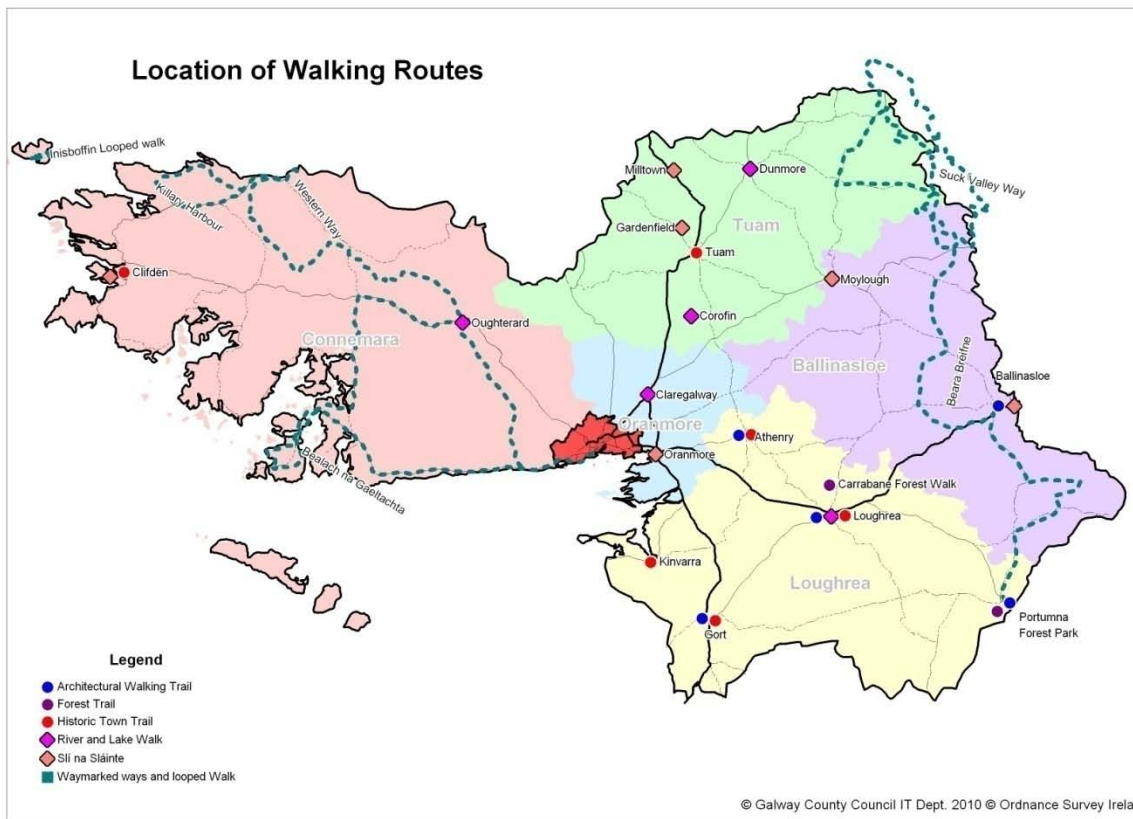 Location of Walking Routes
Inisboffin Looped walk
Killary Harbour
Western Way
Milltown
Dunmore
Suck Valley Way
Gardenfield
Tuam
Tuam
Clifdén
Moylough
Oughterard
Corofin
Connemara
Ballinasloe
Beara Bréifne
Ballinasloe
Claregalway
Oranmore
Athenry
Oranmore
Bealach na Gaeltachta
Carrabane Forest Walk
Loughrea
Kinvarra
Loughrea
Gort
Portumna
Forest Park
Legend
Architectural Walking Trail
Forest Trail
Historic Town Trail
River and Lake Walk
Slí na Sláinte
Waymarked ways and looped Walk
© Galway County Council IT Dept. 2010 © Ordnance Survey Irela